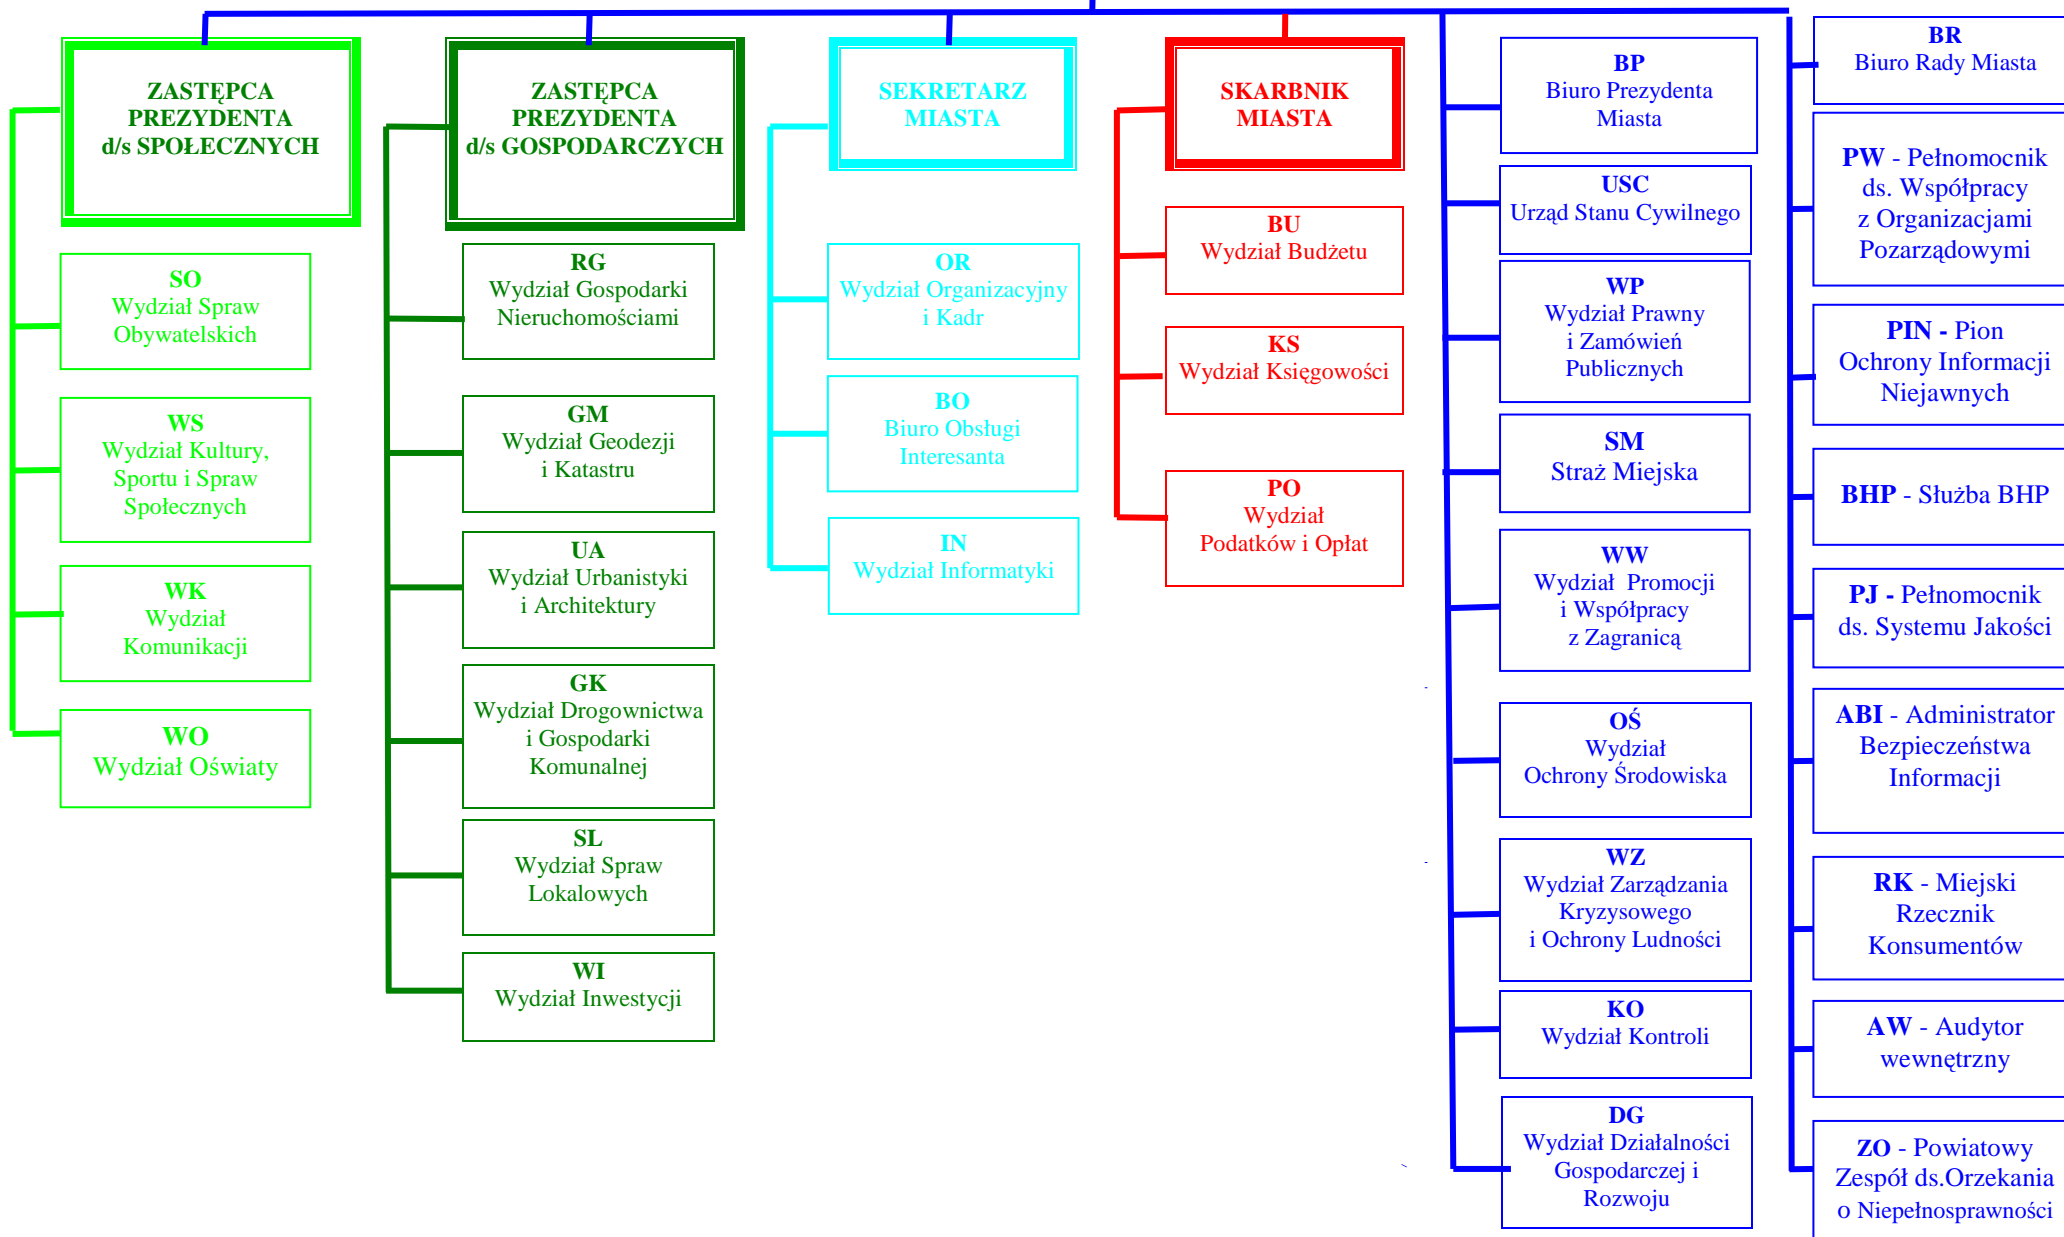 ZASTĘPCA
PREZYDENTA
d/s SPOŁECZNYCH
SO
Wydział Spraw
Obywatelskich
WS
Wydział Kultury,
Sportu i Spraw
Społecznych
WK
Wydział
Komunikacji
WO
Wydział Oświaty
ZASTĘPCA
PREZYDENTA
d/s GOSPODARCZYCH
RG
Wydział Gospodarki
Nieruchomościami
GM
Wydział Geodezji
i Katastru
UA
Wydział Urbanistyki
i Architektury
GK
Wydział Drogownictwa
i Gospodarki
Komunalnej
SL
Wydział Spraw
Lokalowych
WI
Wydział Inwestycji
SEKRETARZ
MIASTA
OR
Wydział Organizacyjny
i Kadr
BO
Biuro Obsługi
Interesanta
IN
Wydział Informatyki
SKARBNIK
MIASTA
BU
Wydział Budżetu
KS
Wydział Księgowości
PO
Wydział
Podatków i Opłat
BP
Biuro Prezydenta
Miasta
USC
Urząd Stanu Cywilnego
WP
Wydział Prawny
i Zamówień
Publicznych
SM
Straż Miejska
WW
Wydział Promocji
i Współpracy
z Zagranicą
OŚ
Wydział
Ochrony Środowiska
WZ
Wydział Zarządzania
Kryzysowego
i Ochrony Ludności
KO
Wydział Kontroli
DG
Wydział Działalności
Gospodarczej i
Rozwoju
BR
Biuro Rady Miasta
PW - Pełnomocnik
ds. Współpracy
z Organizacjami
Pozarządowymi
PIN - Pion
Ochrony Informacji
Niejawnych
BHP - Służba BHP
PJ - Pełnomocnik
ds. Systemu Jakości
ABI - Administrator
Bezpieczeństwa
Informacji
RK - Miejski
Rzecznik
Konsumentów
AW - Audytor
wewnętrzny
ZO - Powiatowy
Zespół ds.Orzekania
o Niepełnosprawności